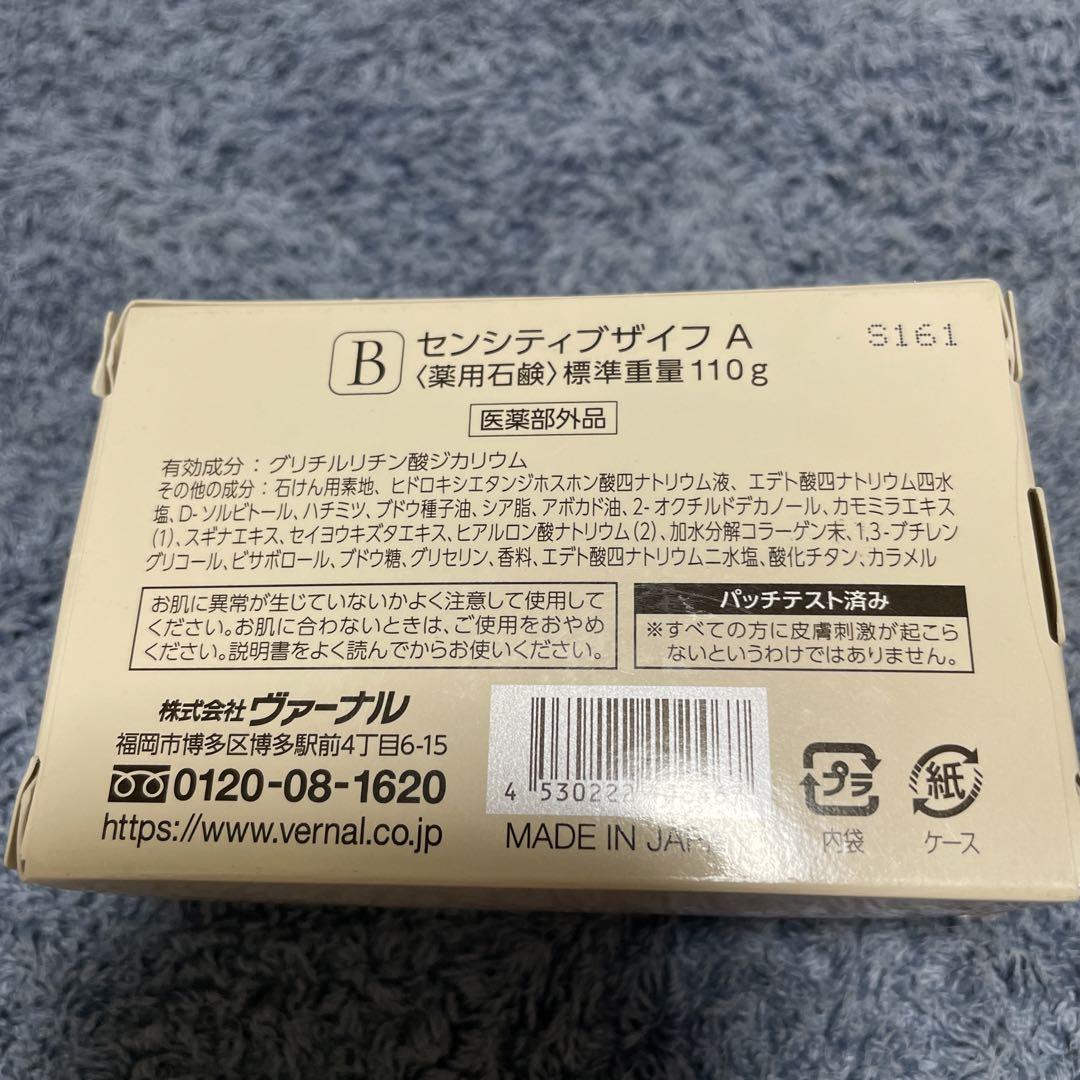 B
センシティブザイフ A
〈薬用石鹸〉標準重量110g
S161
医薬部外品
有効成分：グリチルリチン酸ジカリウム
その他の成分：石けん用素地、ヒドロキシエタンジホスホン酸四ナトリウム液、エデト酸四ナトリウム四水
塩、D-ソルビトール、ハチミツ、ブドウ種子油、シア脂、アボカド油、2-オクチルドデカノール、カモミラエキス
(1)、スギナエキス、セイヨウキズタエキス、ヒアルロン酸ナトリウム(2)、加水分解コラーゲン末、1,3-ブチレン
グリコール、ビサボロール、ブドウ糖、グリセリン、香料、エデト酸四ナトリウム二水塩、酸化チタン、カラメル
お肌に異常が生じていないかよく注意して使用して
ください。お肌に合わないときは、ご使用をおやめ
ください。説明書をよく読んでからお使いください。
パッチテスト済み
※すべての方に皮膚刺激が起こら
ないというわけではありません。
株式会社ヴァーナル
福岡市博多区博多駅前4丁目6-15
0120-08-1620
https://www.vernal.co.jp
4 530222
MADE IN
プラ
内袋
紙
ケース